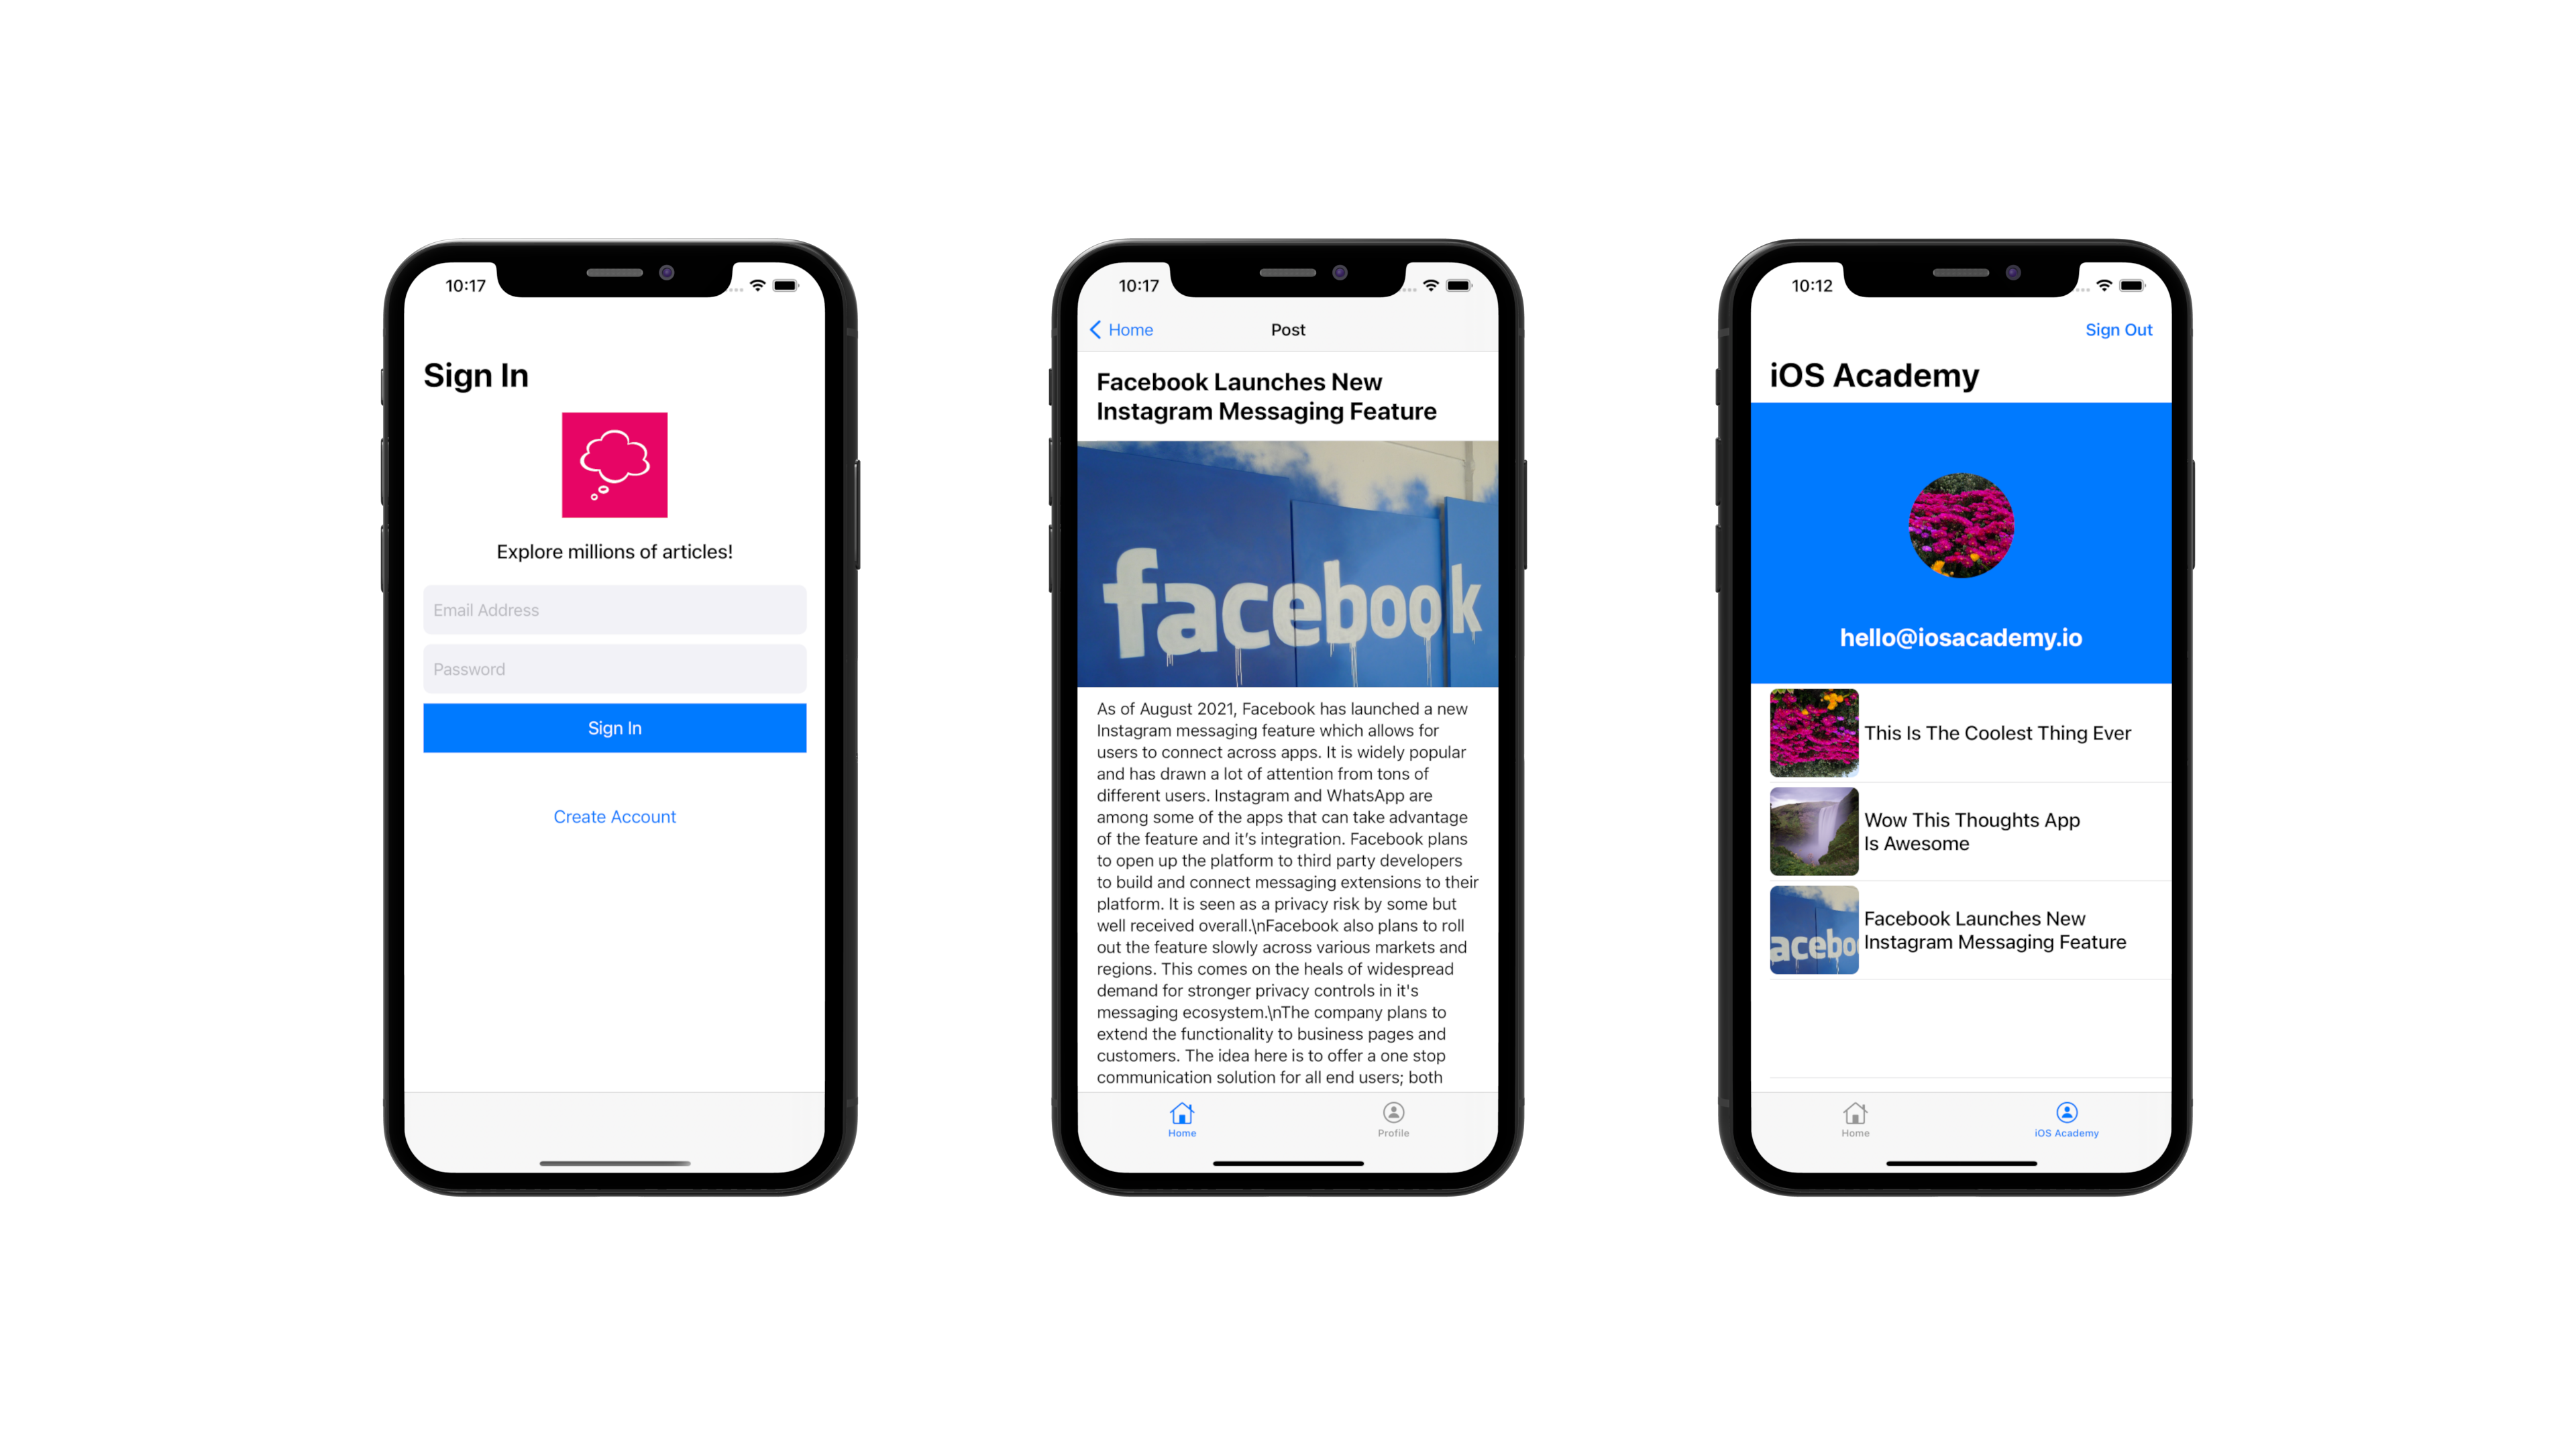 10:17
Sign In
Explore millions of articles!
Email Address
Password
Sign In
Create Account
10:17
Home
Post
Facebook Launches New
Instagram Messaging Feature
facebook
As of August 2021, Facebook has launched a new
Instagram messaging feature which allows for
users to connect across apps. It is widely popular
and has drawn a lot of attention from tons of
different users. Instagram and WhatsApp are
among some of the apps that can take advantage
of the feature and it’s integration. Facebook plans
to open up the platform to third party developers
to build and connect messaging extensions to their
platform. It is seen as a privacy risk by some but
well received overall.\nFacebook also plans to roll
out the feature slowly across various markets and
regions. This comes on the heals of widespread
demand for stronger privacy controls in it's
messaging ecosystem.\nThe company plans to
extend the functionality to business pages and
customers. The idea here is to offer a one stop
communication solution for all end users; both
Home
Profile
10:12
Sign Out
iOS Academy
hello@iosacademy.io
This Is The Coolest Thing Ever
Wow This Thoughts App
Is Awesome
acebo
Facebook Launches New
Instagram Messaging Feature
Home
iOS Academy